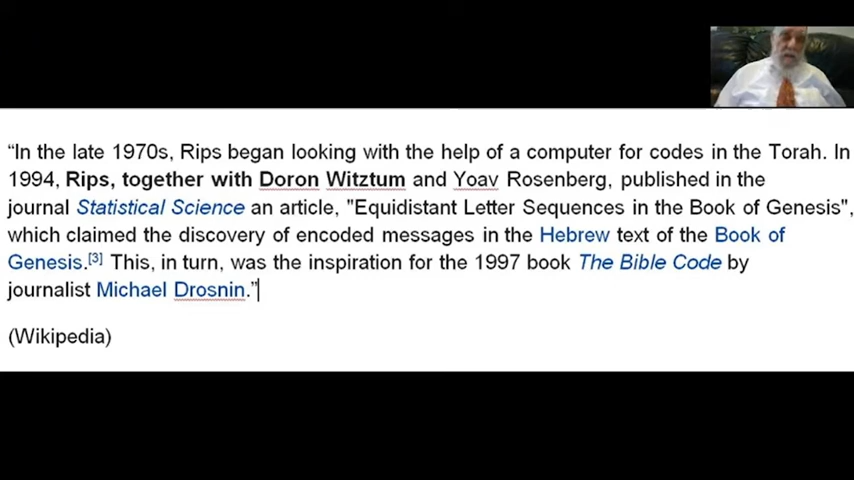 “In the late 1970s, Rips began looking with the help of a computer for codes in the Torah. In
1994, Rips, together with Doron Witztum and Yoav Rosenberg, published in the
journal Statistical Science an article, "Equidistant Letter Sequences in the Book of Genesis",
which claimed the discovery of encoded messages in the Hebrew text of the Book of
Genesis.[3] This, in turn, was the inspiration for the 1997 book The Bible Code by
journalist Michael Drosnin.”
(Wikipedia)